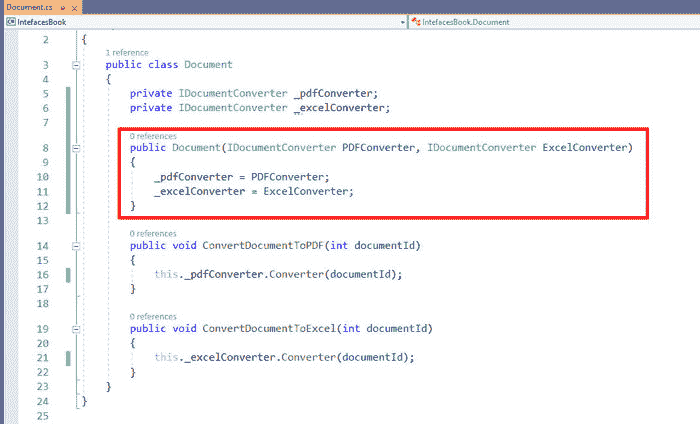 Document.cs
IntefacesBook
IntefacesBook.Document
2 {
1 reference
3 public class Document
4 {
5 private IDocumentConverter _pdfConverter;
6 private IDocumentConverter _excelConverter;
7
0 references
8 public Document(IDocumentConverter PDFConverter, IDocumentConverter ExcelConverter)
9 {
10 _pdfConverter = PDFConverter;
11 _excelConverter = ExcelConverter;
12 }
13
0 references
14 public void ConvertDocumentToPDF(int documentId)
15 {
16 this._pdfConverter.Converter(documentId);
17 }
18
0 references
19 public void ConvertDocumentToExcel(int documentId)
20 {
21 this._excelConverter.Converter(documentId);
22 }
23 }
24 }
25